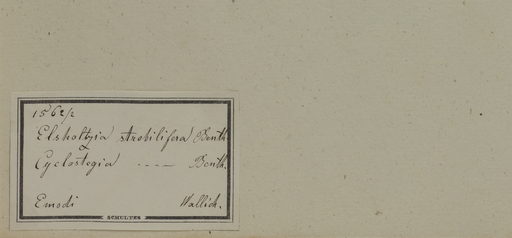 1562/2
Elsholtzia strobilifera Benth.
Cyclostegia ---- Benth.
Emodi Wallich.
SCHULTES